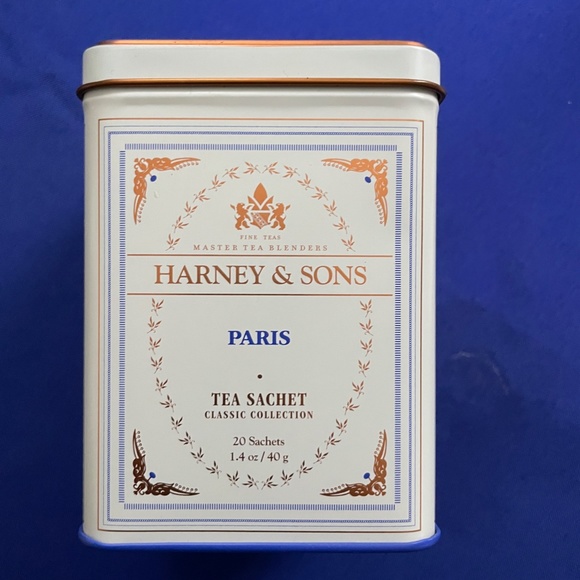 FINE TEAS
MASTER TEA BLENDERS
HARNEY & SONS
PARIS
•
TEA SACHET
CLASSIC COLLECTION
20 Sachets
1.4 oz / 40 g